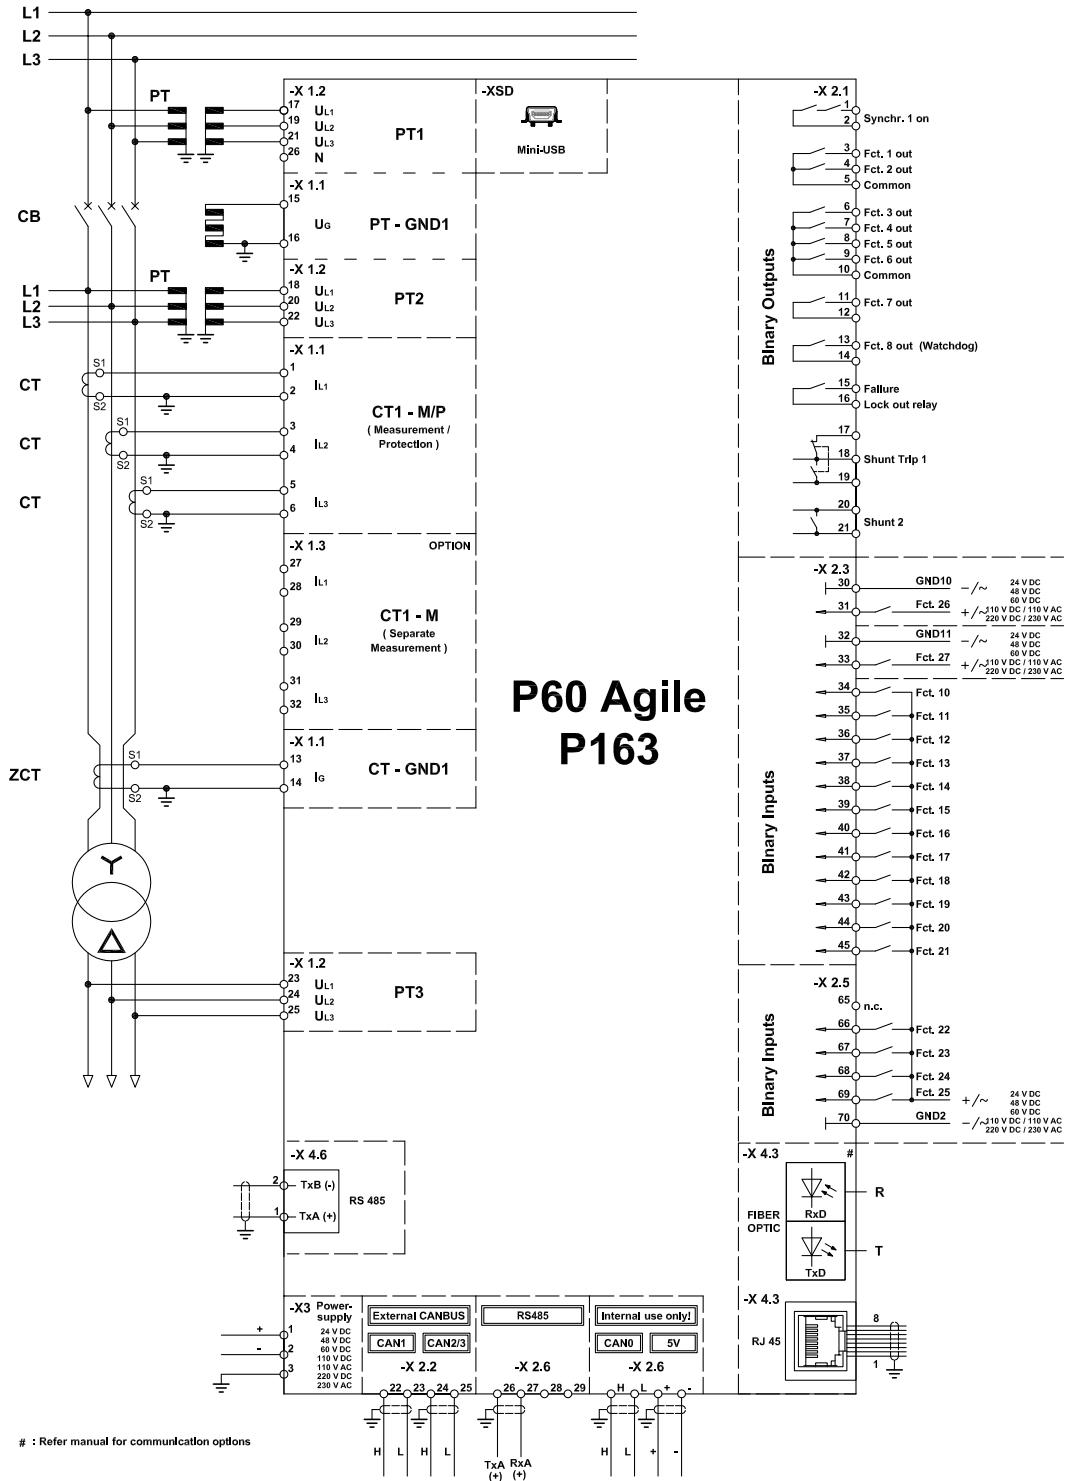 L1
L2
L3
PT
CB
PT
L1
L2
L3
CT
S1
S2
CT
S1
S2
CT
S1
S2
ZCT
S1
S2
-X 1.2
17 UL1
19 UL2
21 UL3
26 N
PT1
-XSD
Mini-USB
-X 1.1
15
UG
16
PT - GND1
-X 1.2
18 UL1
20 UL2
22 UL3
PT2
-X 1.1
1
IL1
2
3
IL2
4
5
IL3
6
CT1 - M/P
( Measurement /
Protection )
-X 1.3
OPTION
27
IL1
28
29
IL2
30
31
IL3
32
CT1 - M
( Separate
Measurement )
-X 1.1
13
14
IG
CT - GND1
P60 Agile
P163
-X 1.2
23 UL1
24 UL2
25 UL3
PT3
-X 4.6
2 TxB (-)
1 TxA (+)
RS 485
-X3
Power-
supply
+ 1
- 2
3
24 V DC
48 V DC
60 V DC
110 V DC
110 V AC
220 V DC
230 V AC
External CANBUS
CAN1 CAN2/3
-X 2.2
22 23 24 25
H L H L
RS485
-X 2.6
26 27 28 29
TxA RxA
(+) (+)
Internal use only!
CAN0 5V
-X 2.6
H L + -
H L + -
Binary Outputs
-X 2.1
1
2
Synchr. 1 on
3 Fct. 1 out
4 Fct. 2 out
5 Common
6 Fct. 3 out
7 Fct. 4 out
8 Fct. 5 out
9 Fct. 6 out
10 Common
11 Fct. 7 out
12
13 Fct. 8 out (Watchdog)
14
15 Failure
16 Lock out relay
17
18 Shunt Trip 1
19
20
Shunt 2
21
Binary Inputs
-X 2.3
30 GND10 -/~
31 Fct. 26 +/~
24 V DC
48 V DC
60 V DC
110 V DC / 110 V AC
220 V DC / 230 V AC
32 GND11 -/~
33 Fct. 27 +/~
24 V DC
48 V DC
60 V DC
110 V DC / 110 V AC
220 V DC / 230 V AC
34 Fct. 10
35 Fct. 11
36 Fct. 12
37 Fct. 13
38 Fct. 14
39 Fct. 15
40 Fct. 16
41 Fct. 17
42 Fct. 18
43 Fct. 19
44 Fct. 20
45 Fct. 21
Binary Inputs
-X 2.5
65 n.c.
66 Fct. 22
67 Fct. 23
68 Fct. 24
69 Fct. 25 +/~
70 GND2 -/~
24 V DC
48 V DC
60 V DC
110 V DC / 110 V AC
220 V DC / 230 V AC
-X 4.3 #
FIBER
OPTIC
RxD
R
TxD
T
-X 4.3
RJ 45
8
1
# : Refer manual for communication options